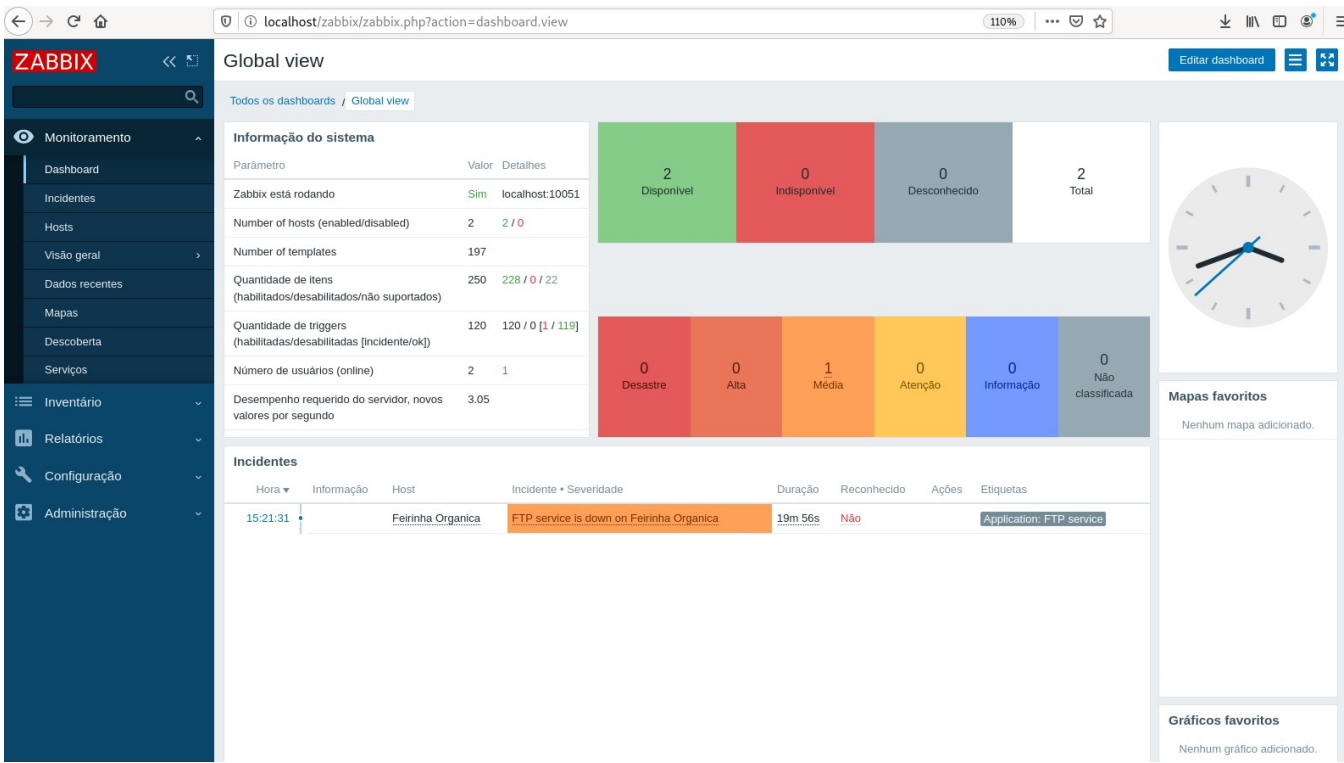 localhost/zabbix/zabbix.php?action=dashboard.view
110%
ZABBIX
Monitoramento
Dashboard
Incidentes
Hosts
Visão geral
Dados recentes
Mapas
Descoberta
Serviços
Inventário
Relatórios
Configuração
Administração
Global view
Editar dashboard
Todos os dashboards / Global view
Informação do sistema
Parâmetro Valor Detalhes
Zabbix está rodando Sim localhost:10051
Number of hosts (enabled/disabled) 2 2 / 0
Number of templates 197
Quantidade de itens
(habilitados/desabilitados/não suportados) 250 228 / 0 / 22
Quantidade de triggers
(habilitadas/desabilitadas [incidente/ok]) 120 120 / 0 [1 / 119]
Número de usuários (online) 2 1
Desempenho requerido do servidor, novos
valores por segundo 3.05
2
Disponível
0
Indisponível
0
Desconhecido
2
Total
0
Desastre
0
Alta
1
Média
0
Atenção
0
Informação
0
Não
classificada
Mapas favoritos
Nenhum mapa adicionado.
Incidentes
Hora Informação Host Incidente • Severidade Duração Reconhecido Ações Etiquetas
15:21:31 Feirinha Organica FTP service is down on Feirinha Organica 19m 56s Não Application: FTP service
Gráficos favoritos
Nenhum gráfico adicionado.